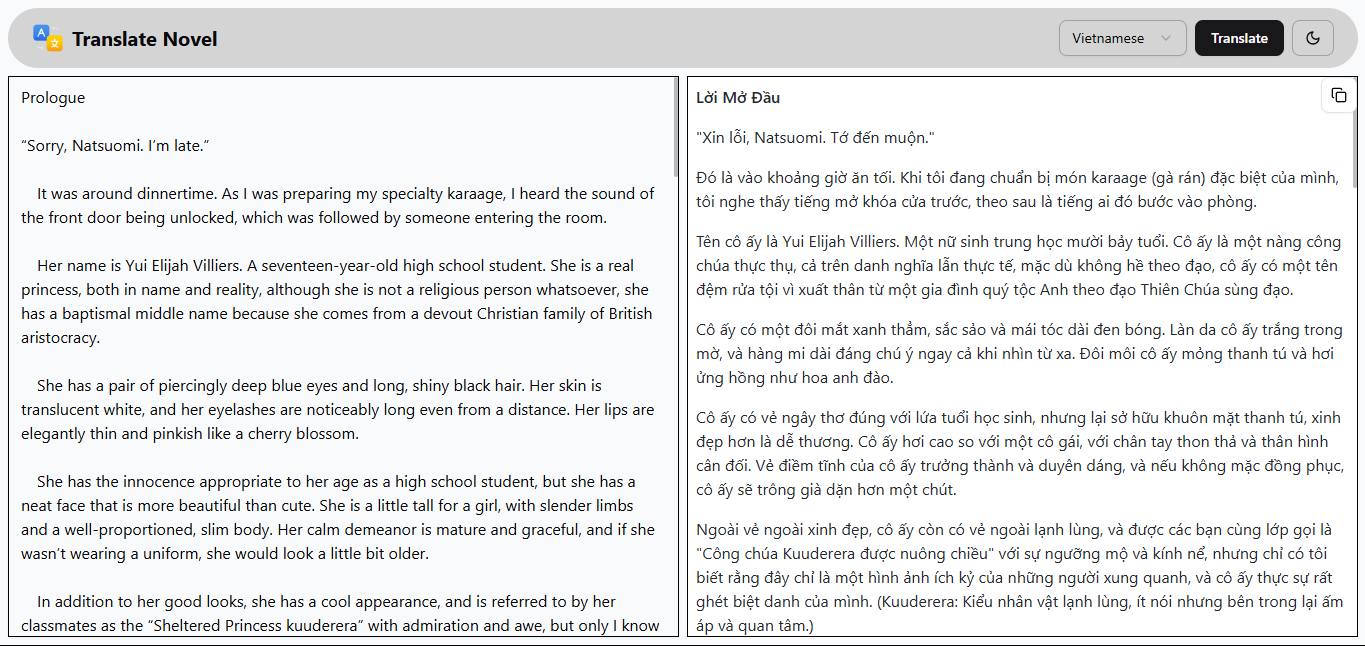 Translate Novel
Vietnamese
Translate
Prologue
“Sorry, Natsuomi. I’m late.”
It was around dinnertime. As I was preparing my specialty karaage, I heard the sound of
the front door being unlocked, which was followed by someone entering the room.
Her name is Yui Elijah Villiers. A seventeen-year-old high school student. She is a real
princess, both in name and reality, although she is not a religious person whatsoever, she
has a baptismal middle name because she comes from a devout Christian family of British
aristocracy.
She has a pair of piercingly deep blue eyes and long, shiny black hair. Her skin is
translucent white, and her eyelashes are noticeably long even from a distance. Her lips are
elegantly thin and pinkish like a cherry blossom.
She has the innocence appropriate to her age as a high school student, but she has a
neat face that is more beautiful than cute. She is a little tall for a girl, with slender limbs
and a well-proportioned, slim body. Her calm demeanor is mature and graceful, and if she
wasn’t wearing a uniform, she would look a little bit older.
In addition to her good looks, she has a cool appearance, and is referred to by her
classmates as the “Sheltered Princess kuuderera” with admiration and awe, but only I know
Lời Mở Đầu
"Xin lỗi, Natsuomi. Tớ đến muộn."
Đó là vào khoảng giờ ăn tối. Khi tôi đang chuẩn bị món karaage (gà rán) đặc biệt của mình,
tôi nghe thấy tiếng mở khóa cửa trước, theo sau là tiếng ai đó bước vào phòng.
Tên cô ấy là Yui Elijah Villiers. Một nữ sinh trung học mười bảy tuổi. Cô ấy là một nàng công
chúa thực thụ, cả trên danh nghĩa lẫn thực tế, mặc dù không hề theo đạo, cô ấy có một tên
đệm rửa tội vì xuất thân từ một gia đình quý tộc Anh theo đạo Thiên Chúa sùng đạo.
Cô ấy có một đôi mắt xanh thẳm, sắc sảo và mái tóc dài đen bóng. Làn da cô ấy trắng trong
mờ, và hàng mi dài đáng chú ý ngay cả khi nhìn từ xa. Đôi môi cô ấy mỏng thanh tú và hơi
ửng hồng như hoa anh đào.
Cô ấy có vẻ ngây thơ đúng với lứa tuổi học sinh, nhưng lại sở hữu khuôn mặt thanh tú, xinh
đẹp hơn là dễ thương. Cô ấy hơi cao so với một cô gái, với chân tay thon thả và thân hình
cân đối. Vẻ điềm tĩnh của cô ấy trưởng thành và duyên dáng, và nếu không mặc đồng phục,
cô ấy sẽ trông già dặn hơn một chút.
Ngoài vẻ ngoài xinh đẹp, cô ấy còn có vẻ ngoài lạnh lùng, và được các bạn cùng lớp gọi là
"Công chúa Kuuderera được nuông chiều" với sự ngưỡng mộ và kính nể, nhưng chỉ có tôi
biết rằng đây chỉ là một hình ảnh ích kỷ của những người xung quanh, và cô ấy thực sự rất
ghét biệt danh của mình. (Kuuderera: Kiểu nhân vật lạnh lùng, ít nói nhưng bên trong lại ấm
áp và quan tâm.)